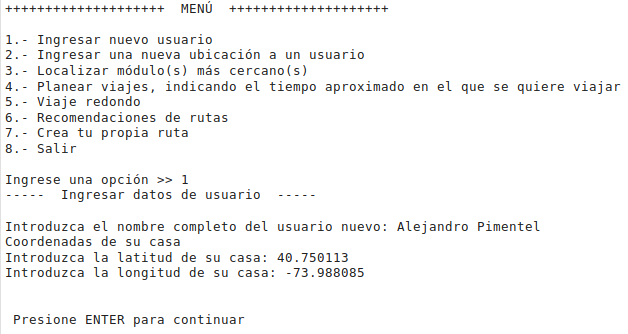 ++++++++++++++++++++  MENÚ  ++++++++++++++++++++
1.- Ingresar nuevo usuario
2.- Ingresar una nueva ubicación a un usuario
3.- Localizar módulo(s) más cercano(s)
4.- Planear viajes, indicando el tiempo aproximado en el que se quiere viajar
5.- Viaje redondo
6.- Recomendaciones de rutas
7.- Crea tu propia ruta
8.- Salir
Ingrese una opción >> 1
-----  Ingresar datos de usuario  -----
Introduzca el nombre completo del usuario nuevo: Alejandro Pimentel
Coordenadas de su casa
Introduzca la latitud de su casa: 40.750113
Introduzca la longitud de su casa: -73.988085
Presione ENTER para continuar